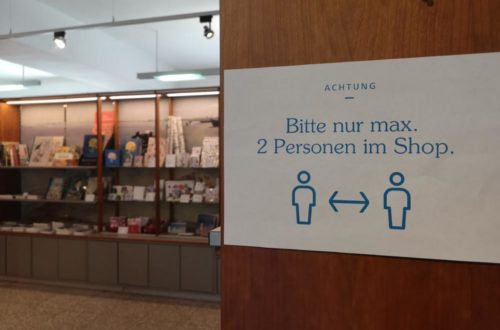 ACHTUNG
Bitte nur max.
2 Personen im Shop.